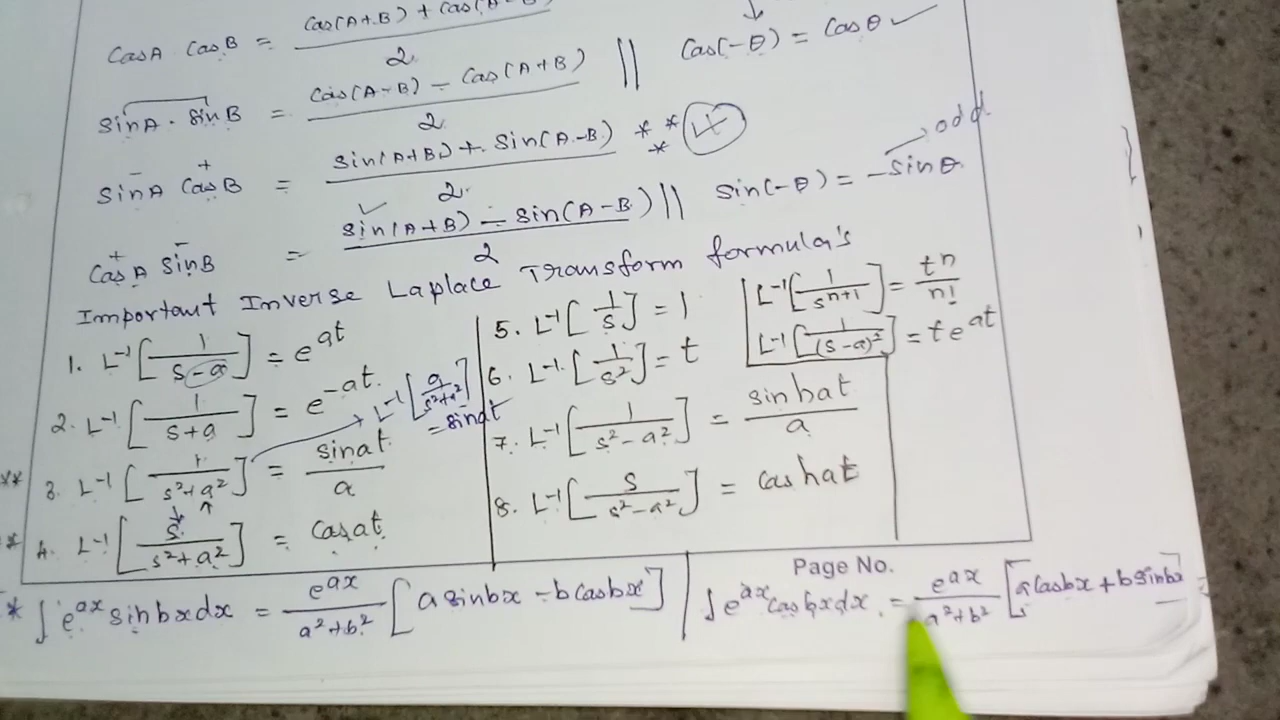 CosA CosB = Cos(A+B) + Cos(A-B) / 2 || Cos(-θ) = Cosθ ✓
SinA . SinB = Cos(A-B) - Cos(A+B) / 2
SinA CosB = Sin(A+B) + Sin(A-B) / 2 *** (4)
CosA SinB = Sin(A+B) - Sin(A-B) / 2 || Sin(-θ) = -Sinθ → odd
Important Inverse Laplace Transform formula's
1. L⁻¹[1/(s-a)] = e^at
2. L⁻¹[1/(s+a)] = e^-at
** 3. L⁻¹[1/(s²+a²)] = sinat/a → L⁻¹[a/(s²+a²)] = sinat
* 4. L⁻¹[s/(s²+a²)] = Cosat
5. L⁻¹[1/s] = 1
6. L⁻¹[1/s²] = t
7. L⁻¹[1/(s²-a²)] = sinhat/a
8. L⁻¹[s/(s²-a²)] = Coshat
L⁻¹[1/s^(n+1)] = t^n/n!
L⁻¹[1/(s-a)²] = te^at
Page No.
* ∫e^ax sinbx dx = e^ax/(a²+b²) [a sinbx - b cosbx] | ∫e^ax cosbx dx = e^ax/(a²+b²) [a Cosbx + b sinbx]